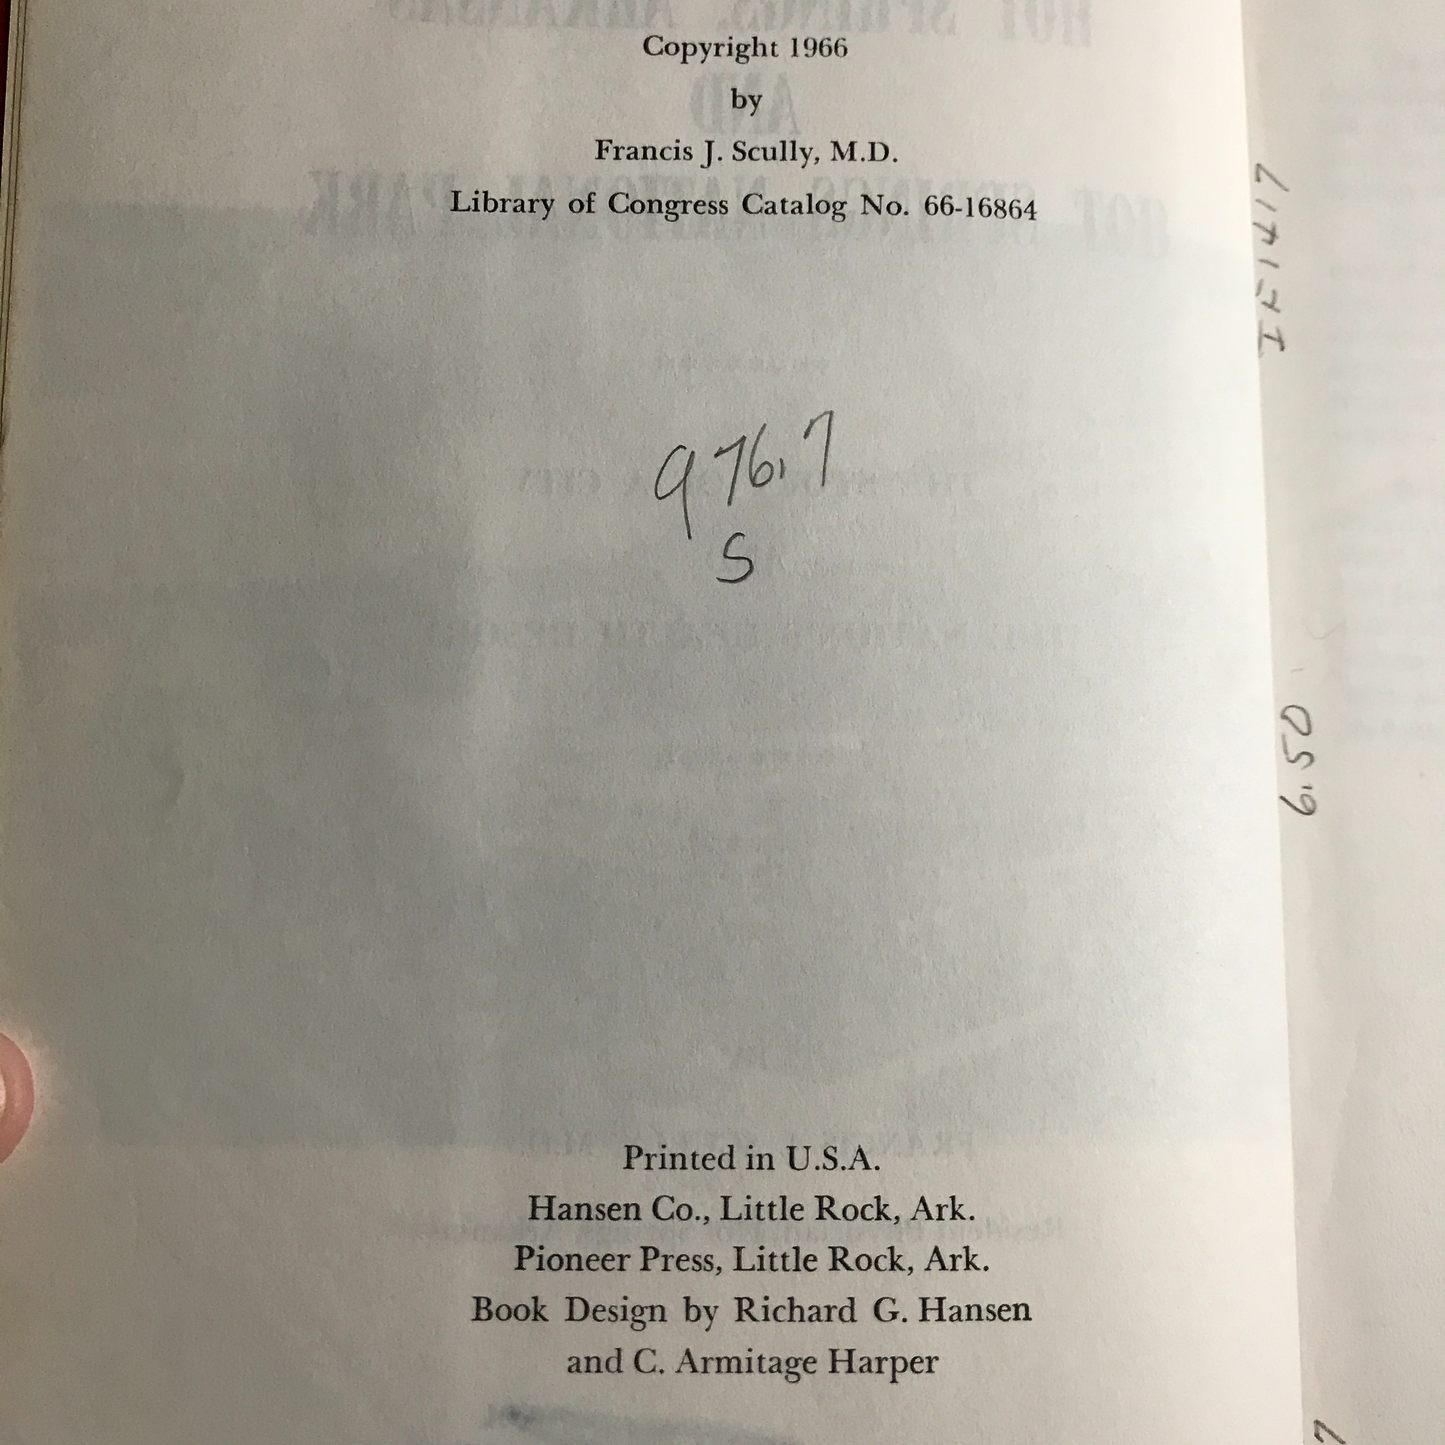 Copyright 1966
by
Francis J. Scully, M.D.
Library of Congress Catalog No. 66-16864
976.7
S
6.50
Printed in U.S.A.
Hansen Co., Little Rock, Ark.
Pioneer Press, Little Rock, Ark.
Book Design by Richard G. Hansen
and C. Armitage Harper